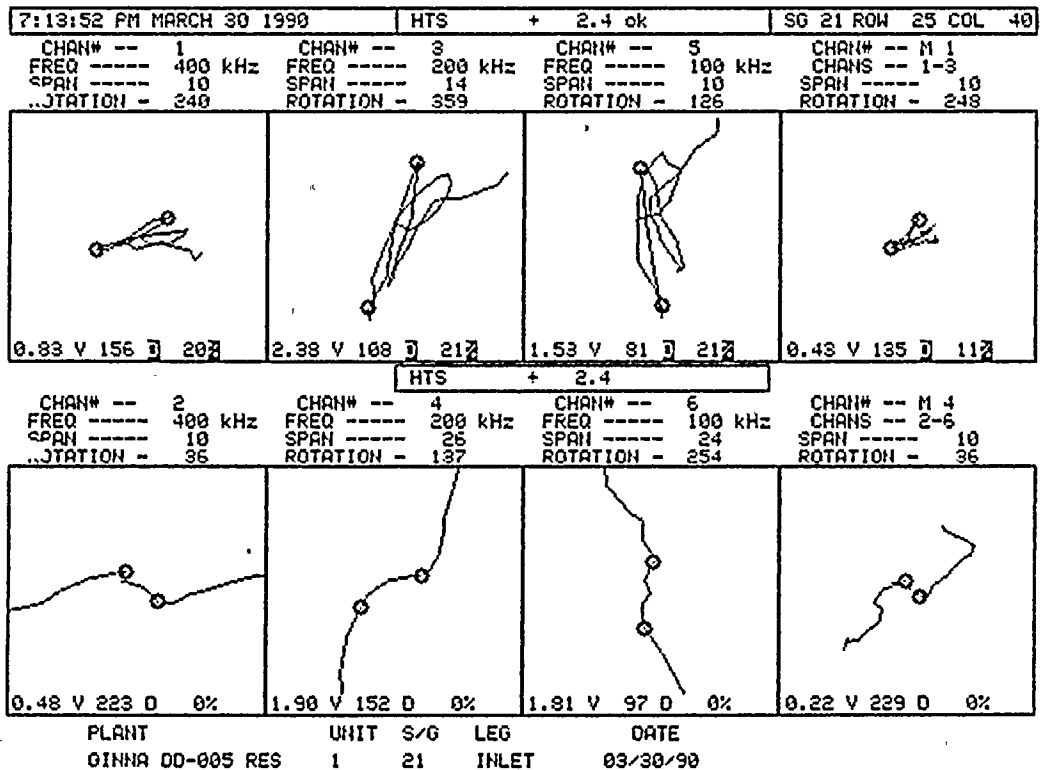 7:13:52 PM MARCH 30 1990 HTS + 2.4 ok SG 21 ROW 25 COL 40
CHAN# -- 1 CHAN# -- 3 CHAN# -- 5 CHAN# -- M 1
FREQ ----- 400 kHz FREQ ----- 200 kHz FREQ ----- 100 kHz CHANS -- 1-3
SPAN ----- 10 SPAN ----- 14 SPAN ----- 10 SPAN ----- 10
..OTATION - 240 ROTATION - 359 ROTATION - 126 ROTATION - 248
0.83 V 156 D 20% 2.38 V 108 D 21% 1.53 V 81 D 21% 0.43 V 135 D 11%
HTS + 2.4
CHAN# -- 2 CHAN# -- 4 CHAN# -- 6 CHAN# -- M 4
FREQ ----- 400 kHz FREQ ----- 200 kHz FREQ ----- 100 kHz CHANS -- 2-6
SPAN ----- 10 SPAN ----- 26 SPAN ----- 24 SPAN ----- 10
..OTATION - 36 ROTATION - 137 ROTATION - 254 ROTATION - 36
0.48 V 223 D 0% 1.90 V 152 D 0% 1.81 V 97 D 0% 0.22 V 229 D 0%
PLANT UNIT S/G LEG DATE
GINNA DD-005 RES 1 21 INLET 03/30/90